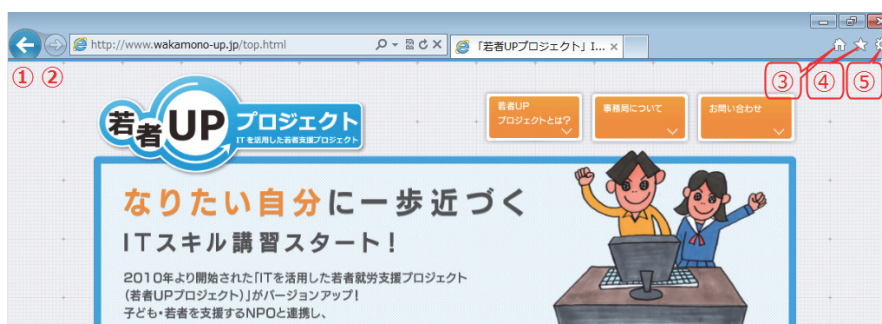 http://www.wakamono-up.jp/top.html
「若者UPプロジェクト」I...
① ②
③ ④ ⑤
若者UP プロジェクト
ITを活用した若者支援プロジェクト
若者UP
プロジェクトとは?
事務局について
お問い合わせ
なりたい自分に一歩近づく
ITスキル講習スタート!
2010年より開始された「ITを活用した若者就労支援プロジェクト
(若者UPプロジェクト)」がバージョンアップ!
子ども・若者を支援するNPOと連携し、